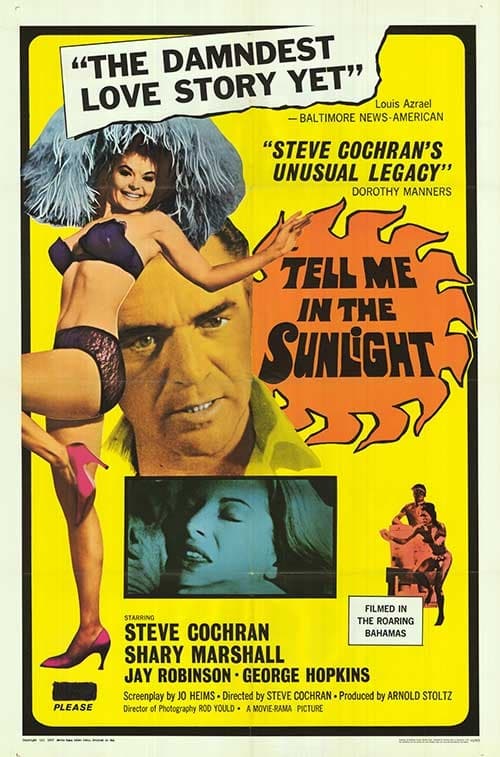 "THE DAMNDEST
LOVE STORY YET"
Louis Azrael
— BALTIMORE NEWS-AMERICAN
"STEVE COCHRAN'S
UNUSUAL LEGACY"
DOROTHY MANNERS
TELL ME
IN THE
SUNLIGHT
FILMED IN
THE ROARING
BAHAMAS
STARRING
STEVE COCHRAN
SHARY MARSHALL
JAY ROBINSON · GEORGE HOPKINS
Screenplay by JO HEIMS • Directed by STEVE COCHRAN • Produced by ARNOLD STOLTZ
Director of Photography ROD YOULD • A MOVIE-RAMA PICTURE
PLEASE